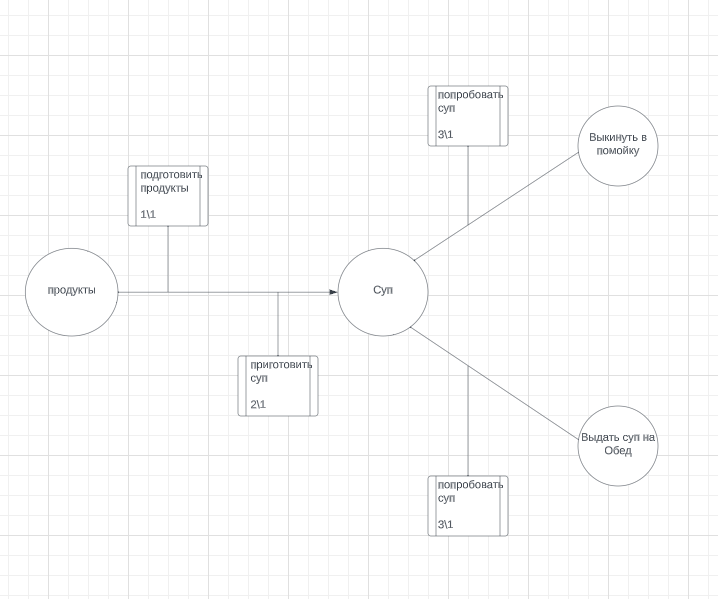 попробовать
суп
3\1
Выкинуть в
помойку
подготовить
продукты
1\1
продукты
Суп
приготовить
суп
2\1
Выдать суп на
Обед
попробовать
суп
3\1